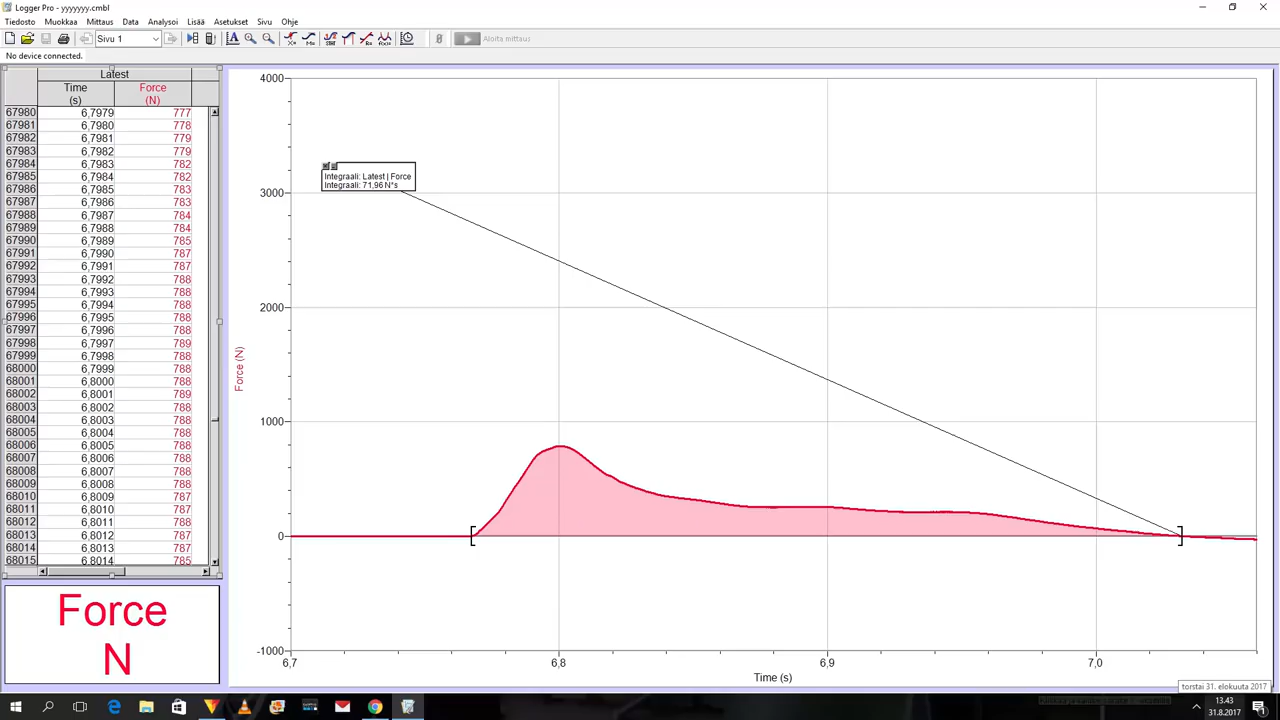 Logger Pro - yyyyyyy.cmbl
Tiedosto Muokkaa Mittaus Data Analysoi Lisää Asetukset Sivu Ohje
Sivu 1
Aloita mittaus
No device connected.
Latest
Time Force
(s) (N)
67980 6,7979 777
67981 6,7980 778
67982 6,7981 779
67983 6,7982 779
67984 6,7983 782
67985 6,7984 782
67986 6,7985 783
67987 6,7986 783
67988 6,7987 784
67989 6,7988 784
67990 6,7989 785
67991 6,7990 787
67992 6,7991 787
67993 6,7992 788
67994 6,7993 788
67995 6,7994 788
67996 6,7995 788
67997 6,7996 788
67998 6,7997 789
67999 6,7998 788
68000 6,7999 788
68001 6,8000 788
68002 6,8001 789
68003 6,8002 788
68004 6,8003 788
68005 6,8004 788
68006 6,8005 788
68007 6,8006 788
68008 6,8007 788
68009 6,8008 788
68010 6,8009 787
68011 6,8010 787
68012 6,8011 788
68013 6,8012 787
68014 6,8013 787
68015 6,8014 785
Force
N
4000
3000
2000
1000
0
-1000
Force (N)
Integraali: Latest | Force
Integraali: 71,96 N*s
6,7 6,8 6,9 7,0
Time (s)
torstai 31. elokuuta 2017
13.43
31.8.2017